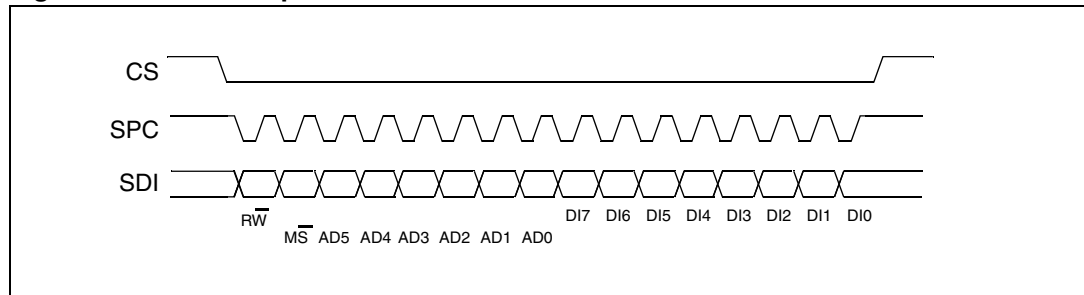 CS
SPC
SDI
RW̅
DI7 DI6 DI5 DI4 DI3 DI2 DI1 DI0
MS̅ AD5 AD4 AD3 AD2 AD1 AD0